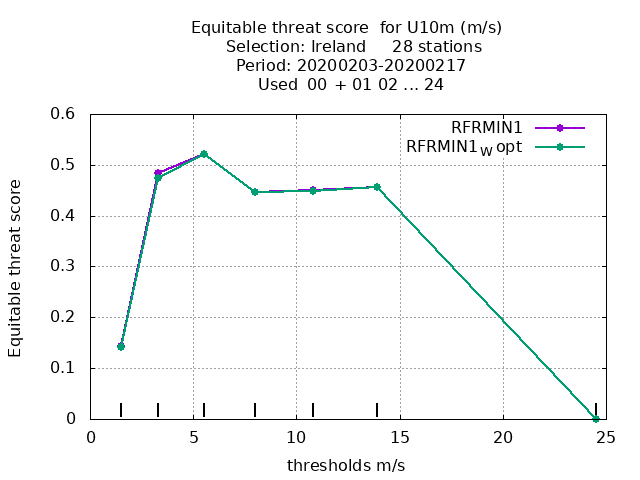 Equitable threat score  for U10m (m/s)
Selection: Ireland     28 stations
Period: 20200203-20200217
Used  00  + 01 02 ... 24
RFRMIN1
RFRMIN1W opt
Equitable threat score
0.6
0.5
0.4
0.3
0.2
0.1
0
0 5 10 15 20 25
thresholds m/s